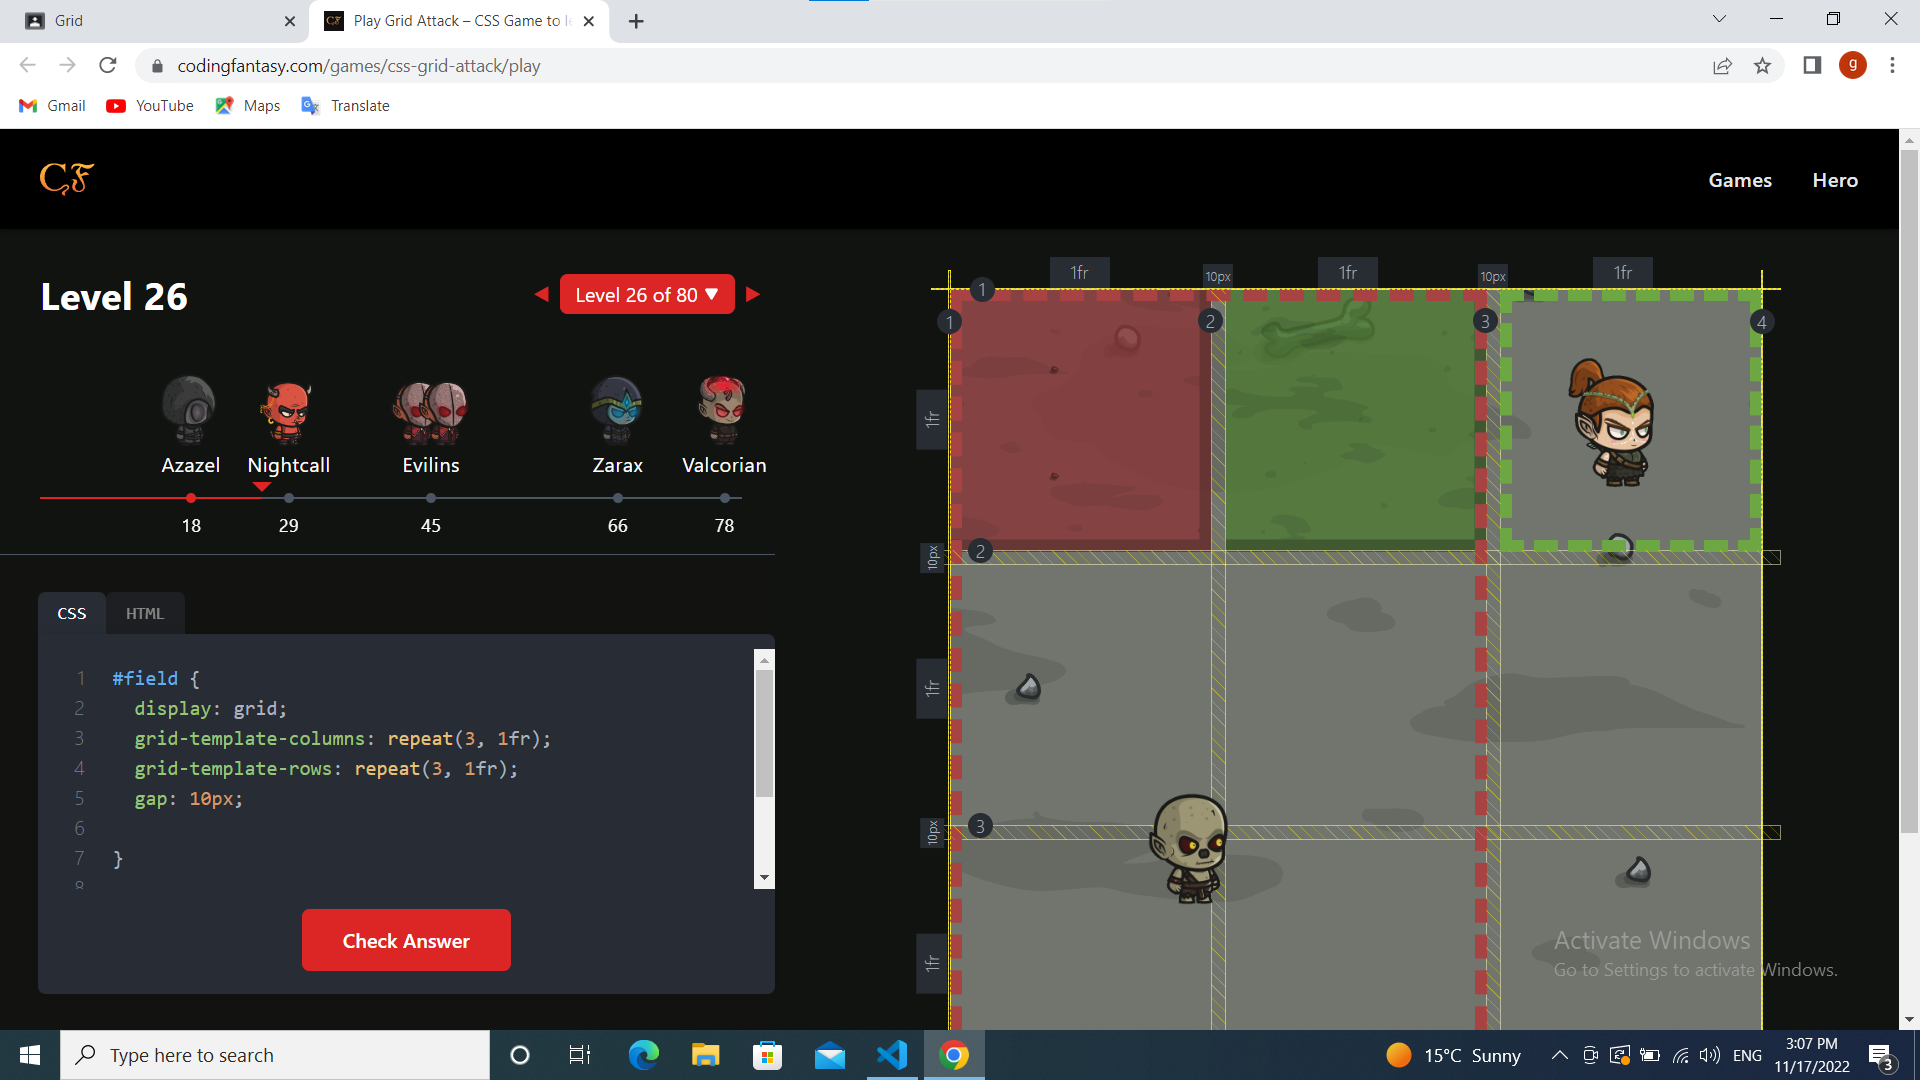 Grid
Play Grid Attack – CSS Game to
codingfantasy.com/games/css-grid-attack/play
g
Gmail
YouTube
Maps
Translate
CF
Games
Hero
Level 26
Level 26 of 80 ▼
Azazel
Nightcall
Evilins
Zarax
Valcorian
18
29
45
66
78
CSS
HTML
1 #field {
2 display: grid;
3 grid-template-columns: repeat(3, 1fr);
4 grid-template-rows: repeat(3, 1fr);
5 gap: 10px;
6
7 }
8
Check Answer
1fr
10px
1fr
10px
1fr
1
1
2
3
4
1fr
10px
2
1fr
10px
3
1fr
Activate Windows
Go to Settings to activate Windows.
Type here to search
15°C Sunny
ENG
3:07 PM
11/17/2022
3